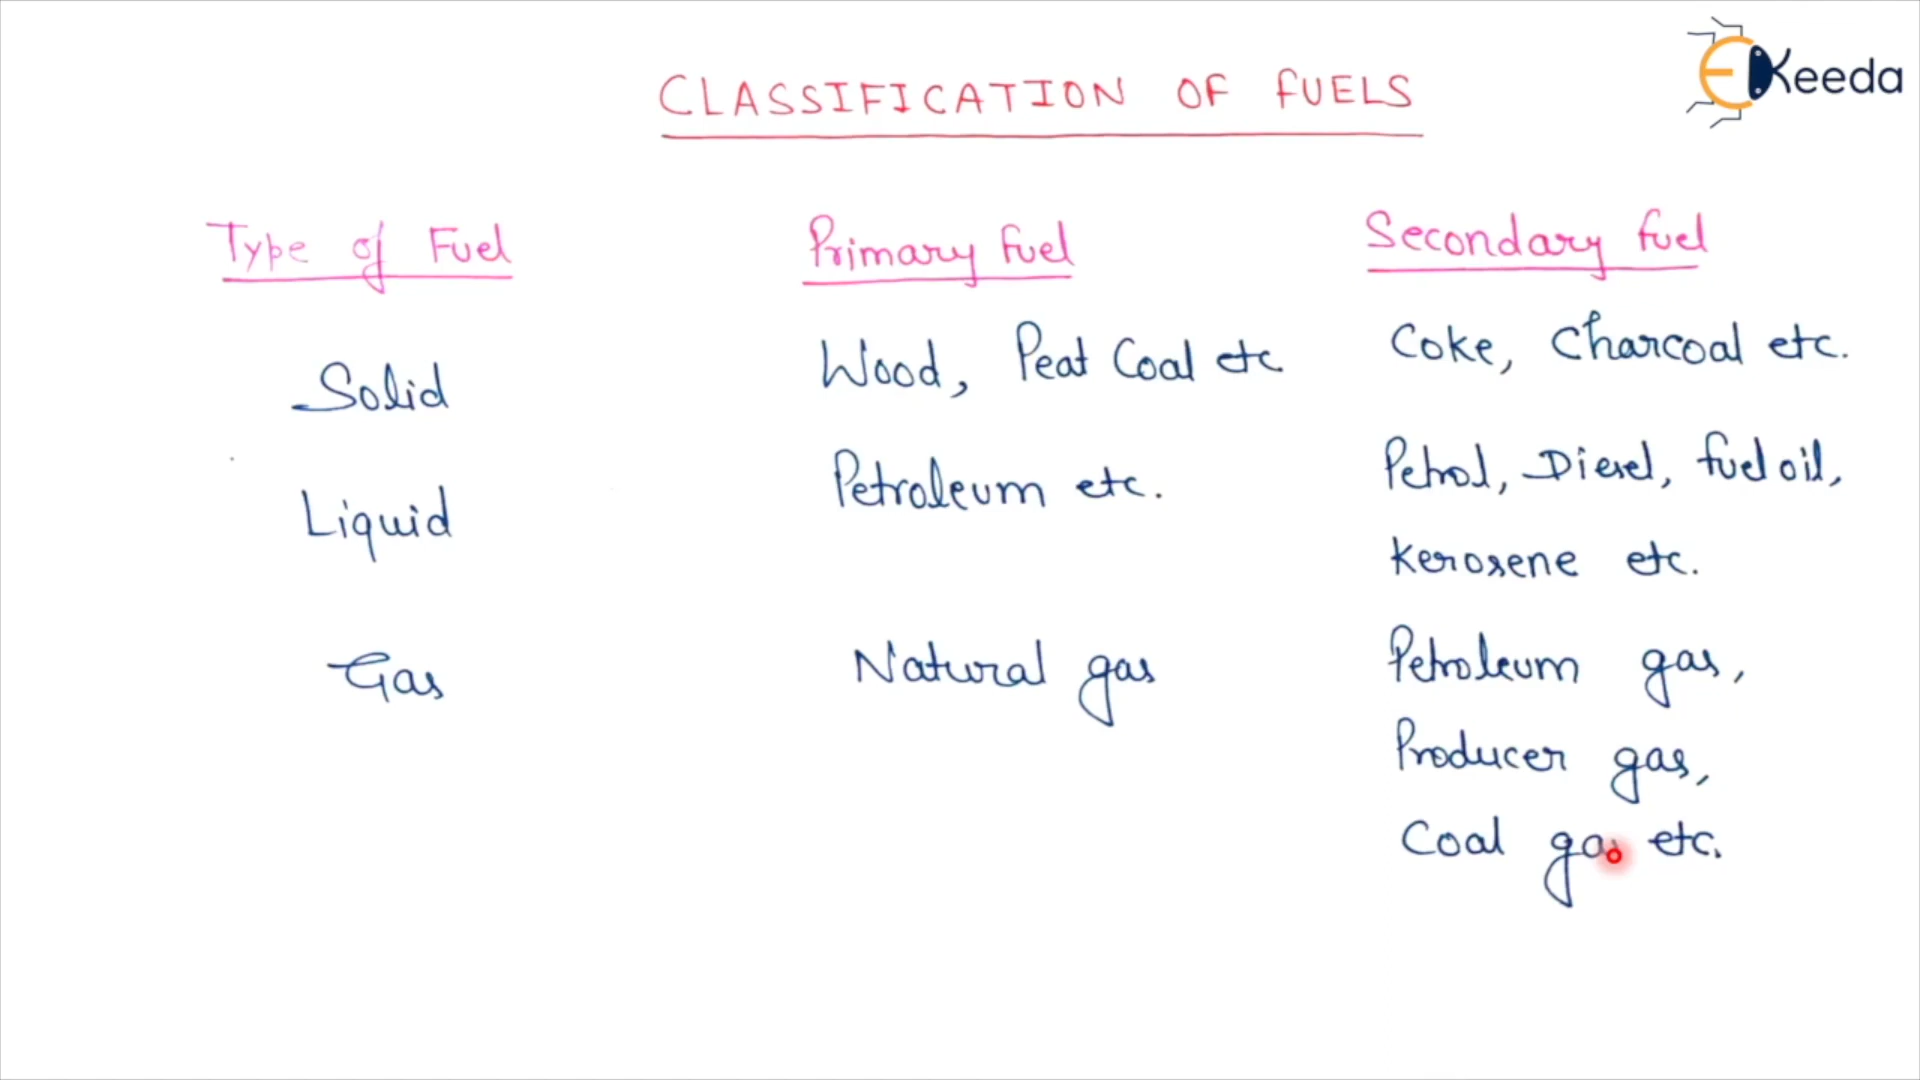 EKeeda
CLASSIFICATION OF FUELS
Type of Fuel Primary Fuel Secondary fuel
Solid Wood, Peat Coal etc Coke, Charcoal etc.
Liquid Petroleum etc. Petrol, Diesel, fuel oil,
kerosene etc.
Gas Natural gas Petroleum gas,
Producer gas,
Coal gas etc.